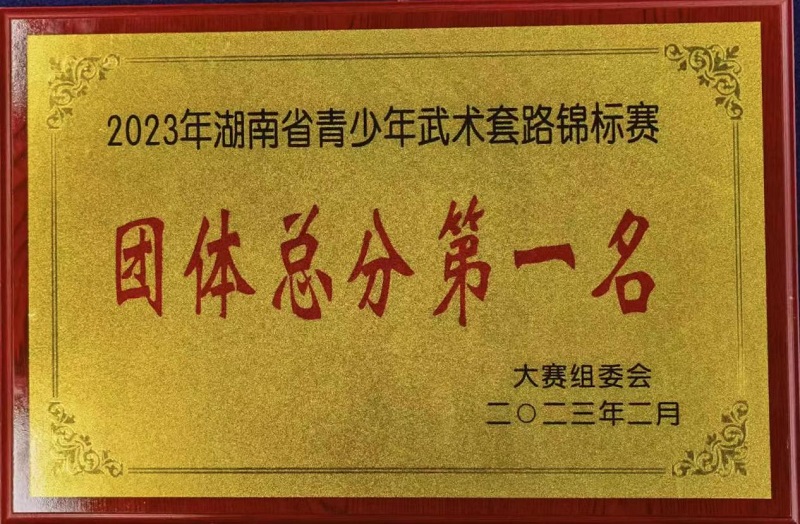 2023年湖南省青少年武术套路锦标赛
团体总分第一名
大赛组委会
二〇二三年二月